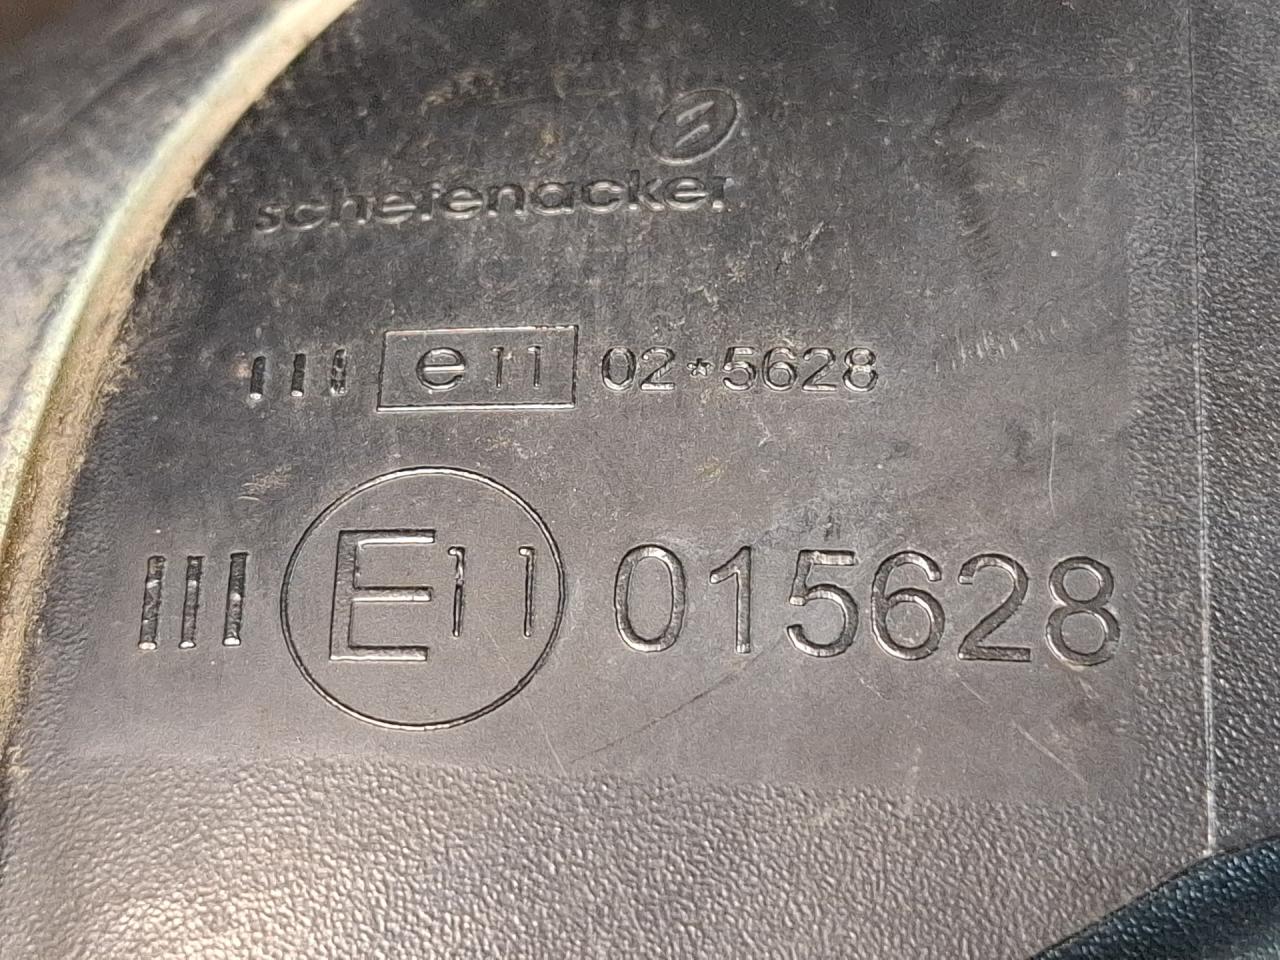 schefenacker
III e11 02*5628
III E11 015628